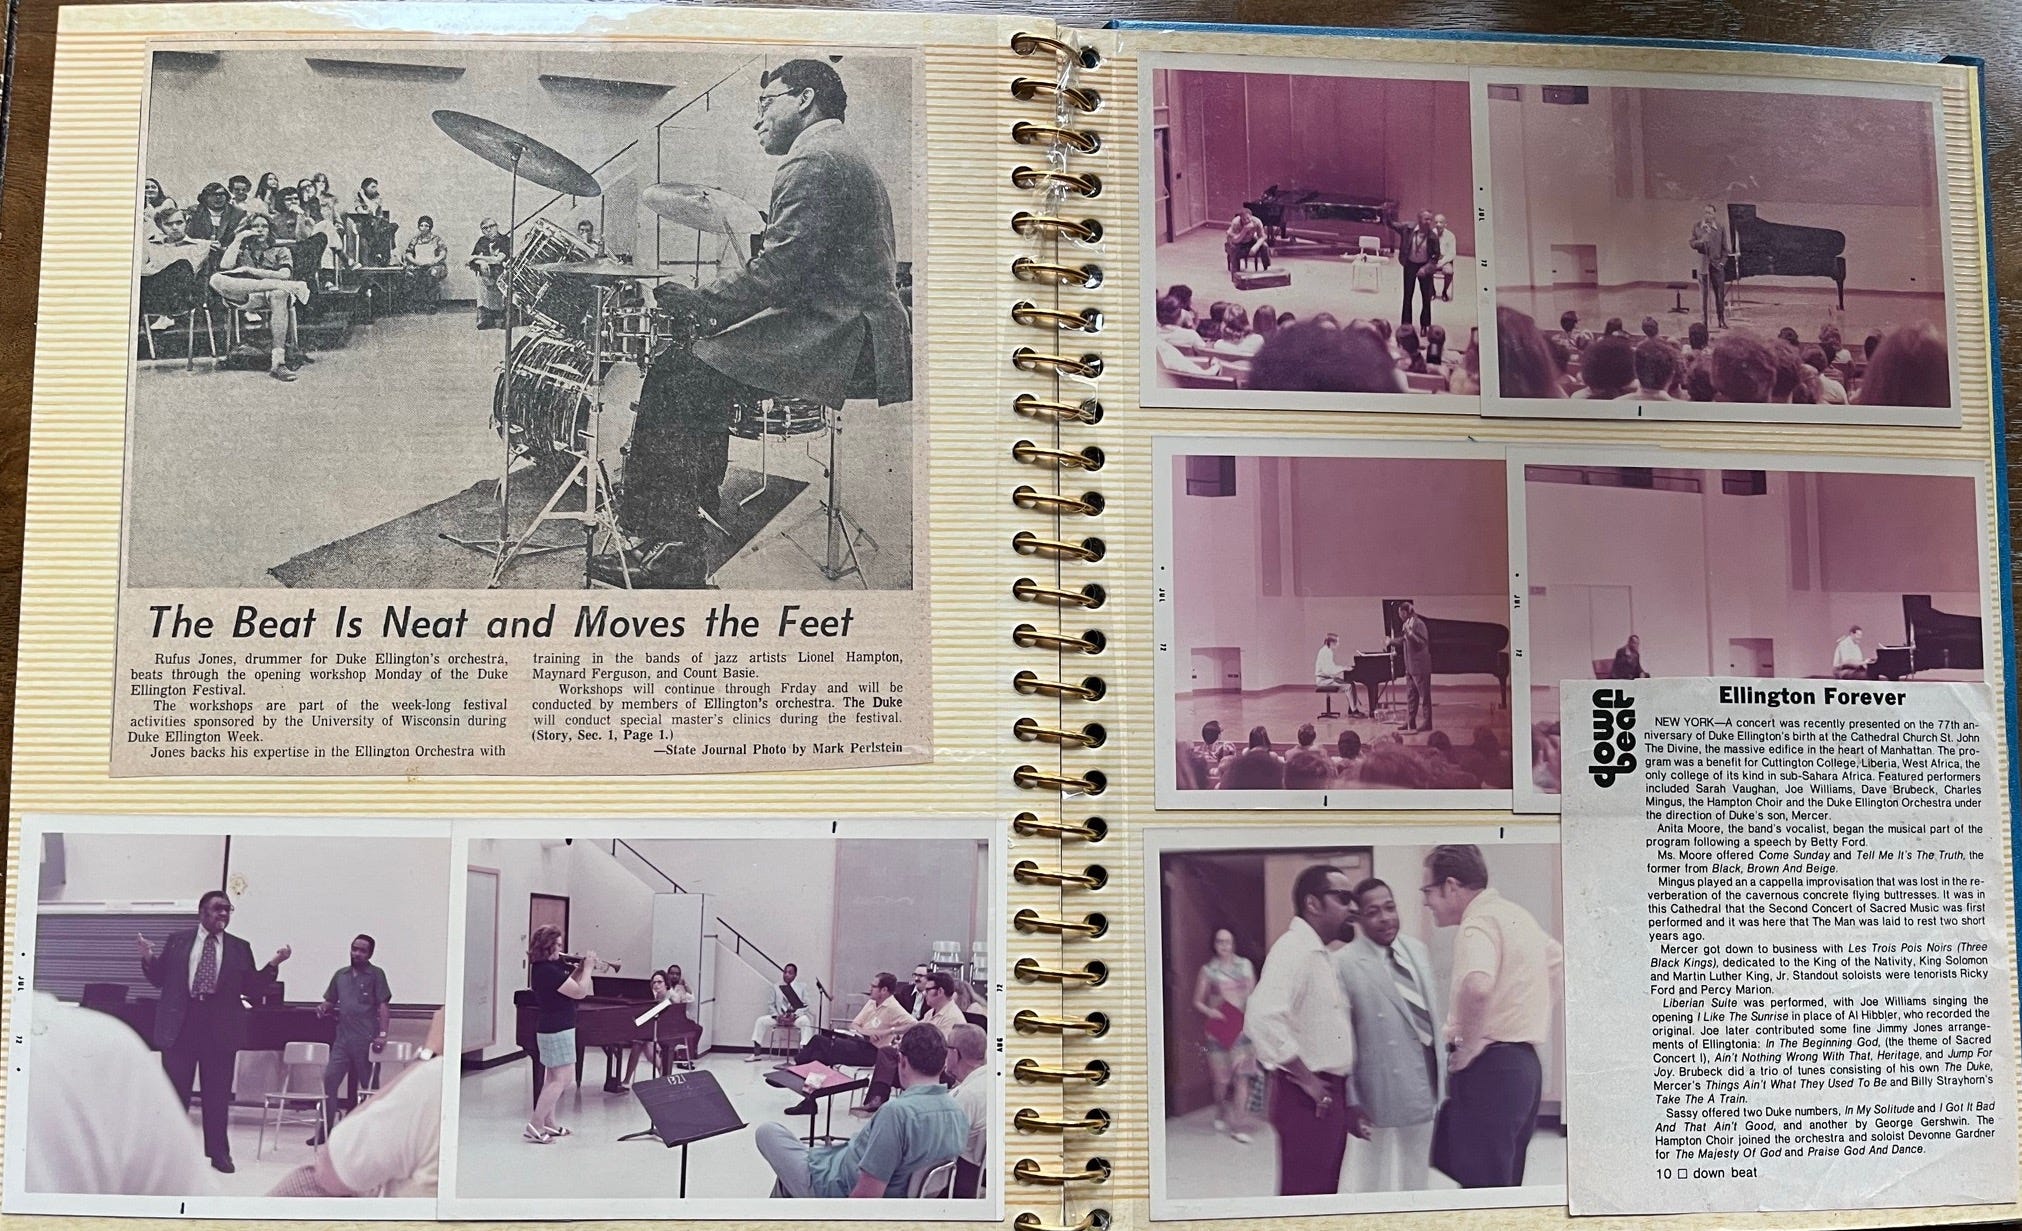 The Beat Is Neat and Moves the Feet
Rufus Jones, drummer for Duke Ellington's orchestra,
beats through the opening workshop Monday of the Duke
Ellington Festival.
The workshops are part of the week-long festival
activities sponsored by the University of Wisconsin during
Duke Ellington Week.
Jones backs his expertise in the Ellington Orchestra with
training in the bands of jazz artists Lionel Hampton,
Maynard Ferguson, and Count Basie.
Workshops will continue through Frday and will be
conducted by members of Ellington's orchestra. The Duke
will conduct special master's clinics during the festival.
(Story, Sec. 1, Page 1.)
—State Journal Photo by Mark Perlstein
• JUL 72 •
B21
72 AUG •
• JUL 72 •
• JUL 72
• JUL 72
down
beat
Ellington Forever
NEW YORK—A concert was recently presented on the 77th an-
niversary of Duke Ellington's birth at the Cathedral Church St. John
The Divine, the massive edifice in the heart of Manhattan. The pro-
gram was a benefit for Cuttington College, Liberia, West Africa, the
only college of its kind in sub-Sahara Africa. Featured performers
included Sarah Vaughan, Joe Williams, Dave Brubeck, Charles
Mingus, the Hampton Choir and the Duke Ellington Orchestra under
the direction of Duke's son, Mercer.
Anita Moore, the band's vocalist, began the musical part of the
program following a speech by Betty Ford.
Ms. Moore offered Come Sunday and Tell Me It's The Truth, the
former from Black, Brown And Beige.
Mingus played an a cappella improvisation that was lost in the re-
verberation of the cavernous concrete flying buttresses. It was in
this Cathedral that the Second Concert of Sacred Music was first
performed and it was here that The Man was laid to rest two short
years ago.
Mercer got down to business with Les Trois Pois Noirs (Three
Black Kings), dedicated to the King of the Nativity, King Solomon
and Martin Luther King, Jr. Standout soloists were tenorists Ricky
Ford and Percy Marion.
Liberian Suite was performed, with Joe Williams singing the
opening I Like The Sunrise in place of Al Hibbler, who recorded the
original. Joe later contributed some fine Jimmy Jones arrange-
ments of Ellingtonia: In The Beginning God, (the theme of Sacred
Concert I), Ain't Nothing Wrong With That, Heritage, and Jump For
Joy. Brubeck did a trio of tunes consisting of his own The Duke,
Mercer's Things Ain't What They Used To Be and Billy Strayhorn's
Take The A Train.
Sassy offered two Duke numbers, In My Solitude and I Got It Bad
And That Ain't Good, and another by George Gershwin. The
Hampton Choir joined the orchestra and soloist Devonne Gardner
for The Majesty Of God and Praise God And Dance.
10 □ down beat